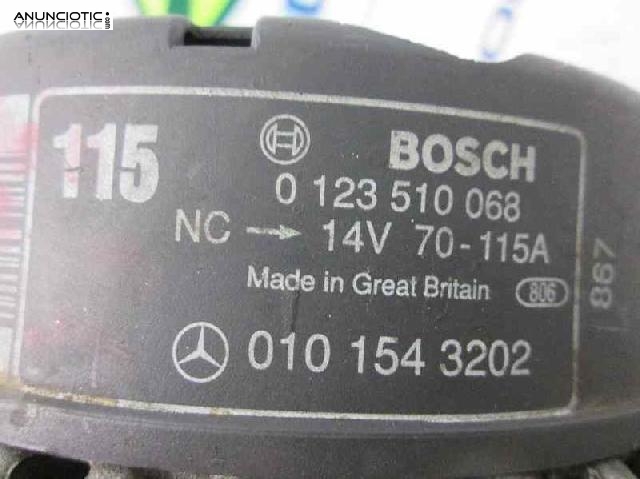 ANUNCIOTIC.com
115
BOSCH
0 123 510 068
NC → 14V 70-115A
Made in Great Britain 806
867
010 154 3202